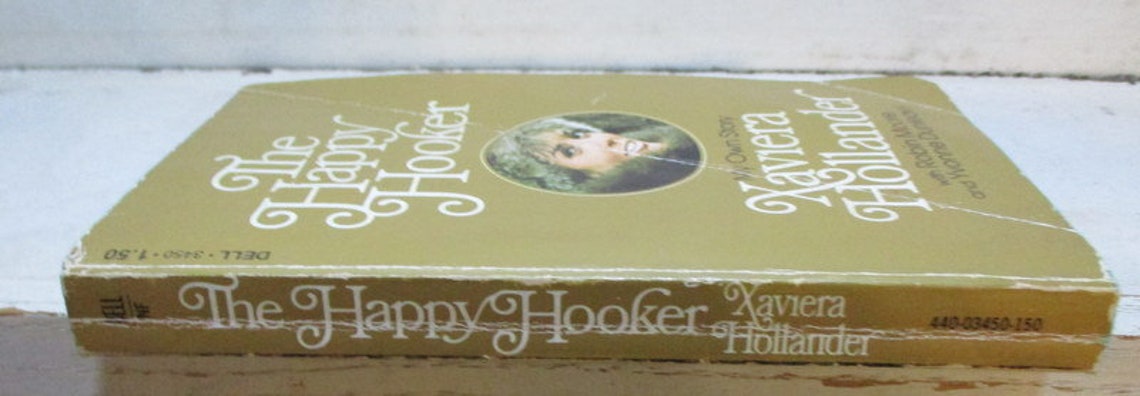 The
Happy
Hooker
My Own Story
Xaviera
Hollander
with Robin Moore
and Yvonne Dunleavy
DELL • 3450 • 1.50
DELL
NF
The Happy Hooker
Xaviera
Hollander
440-03450-150